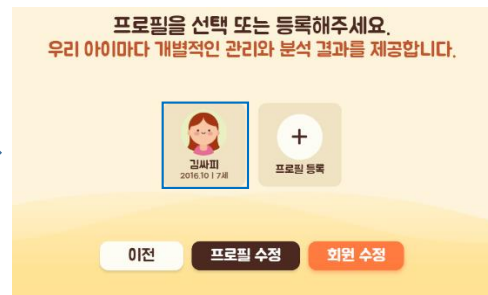 프로필을 선택 또는 등록해주세요.
우리 아이마다 개별적인 관리와 분석 결과를 제공합니다.
김싸피
2016.10 | 7세
+
프로필 등록
이전
프로필 수정
회원 수정